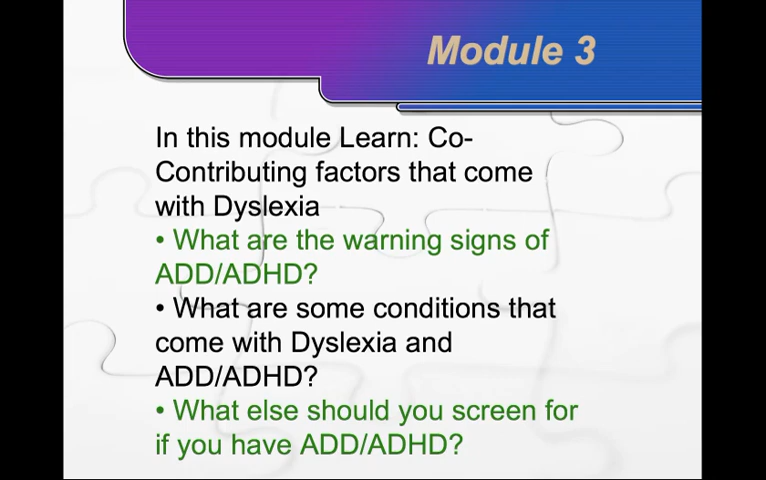 Module 3
In this module Learn: Co-
Contributing factors that come
with Dyslexia
• What are the warning signs of
ADD/ADHD?
• What are some conditions that
come with Dyslexia and
ADD/ADHD?
• What else should you screen for
if you have ADD/ADHD?